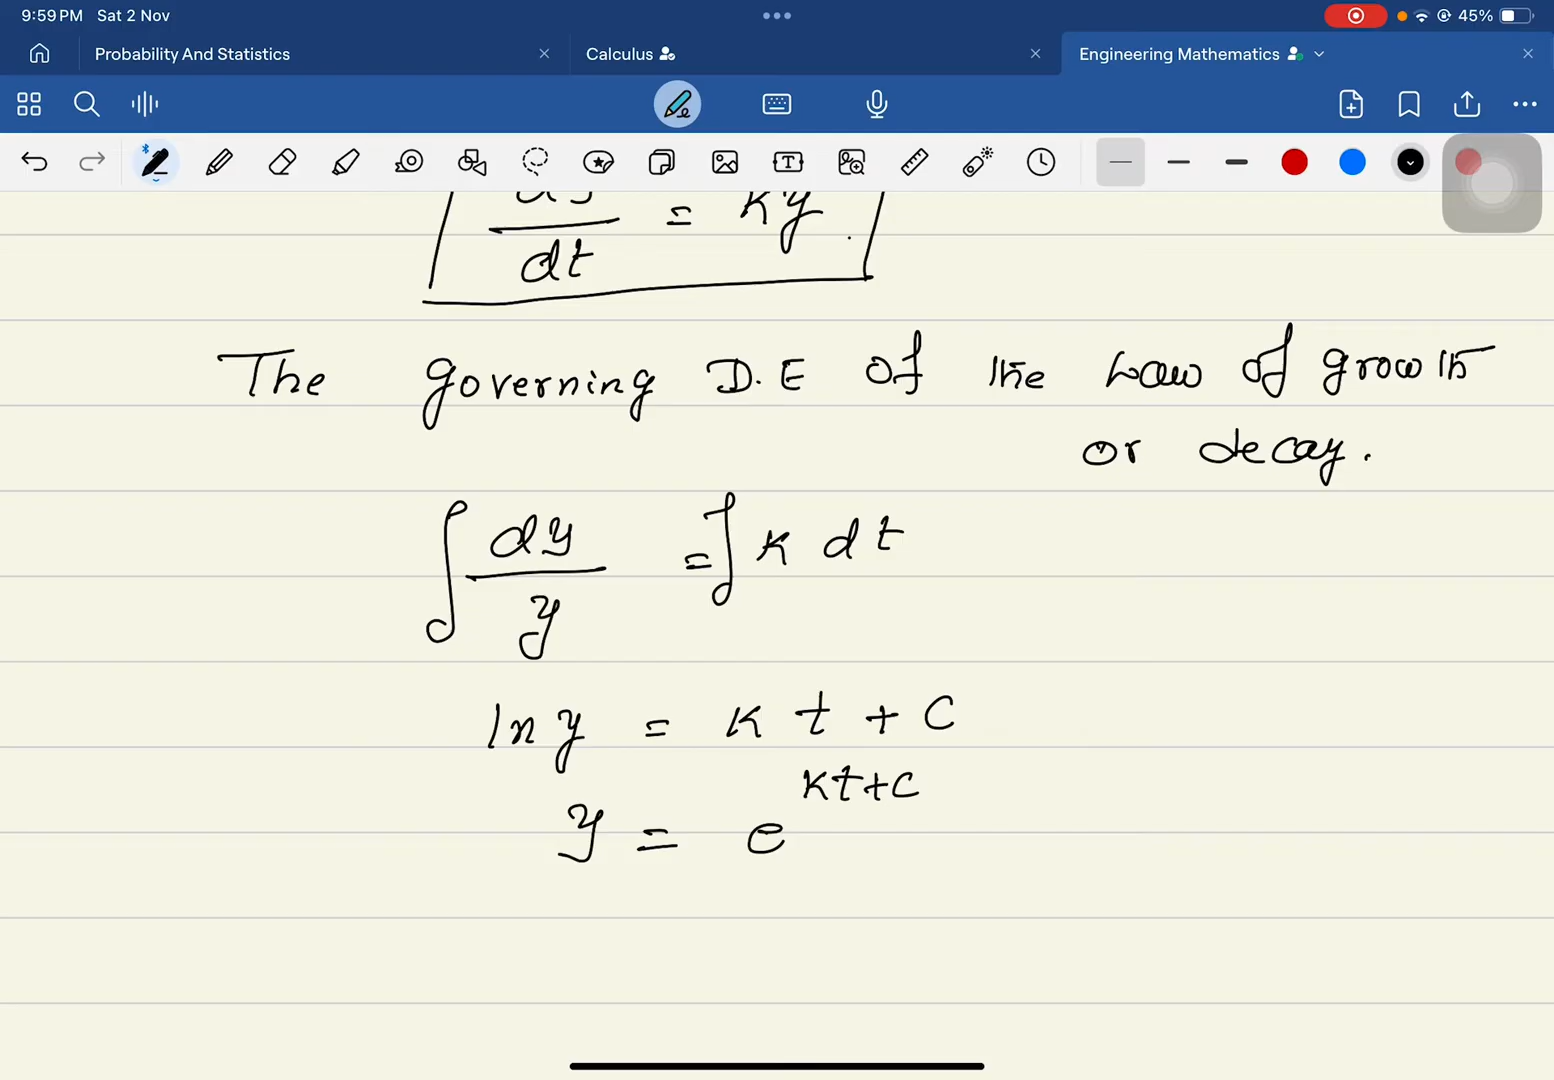 9:59 PM Sat 2 Nov 45%
Probability And Statistics Calculus Engineering Mathematics
dy/dt = ky
The governing D.E of the Law of growth
or decay.
∫ dy/y = ∫ k dt
ln y = k t + C
y = e^{kt+c}